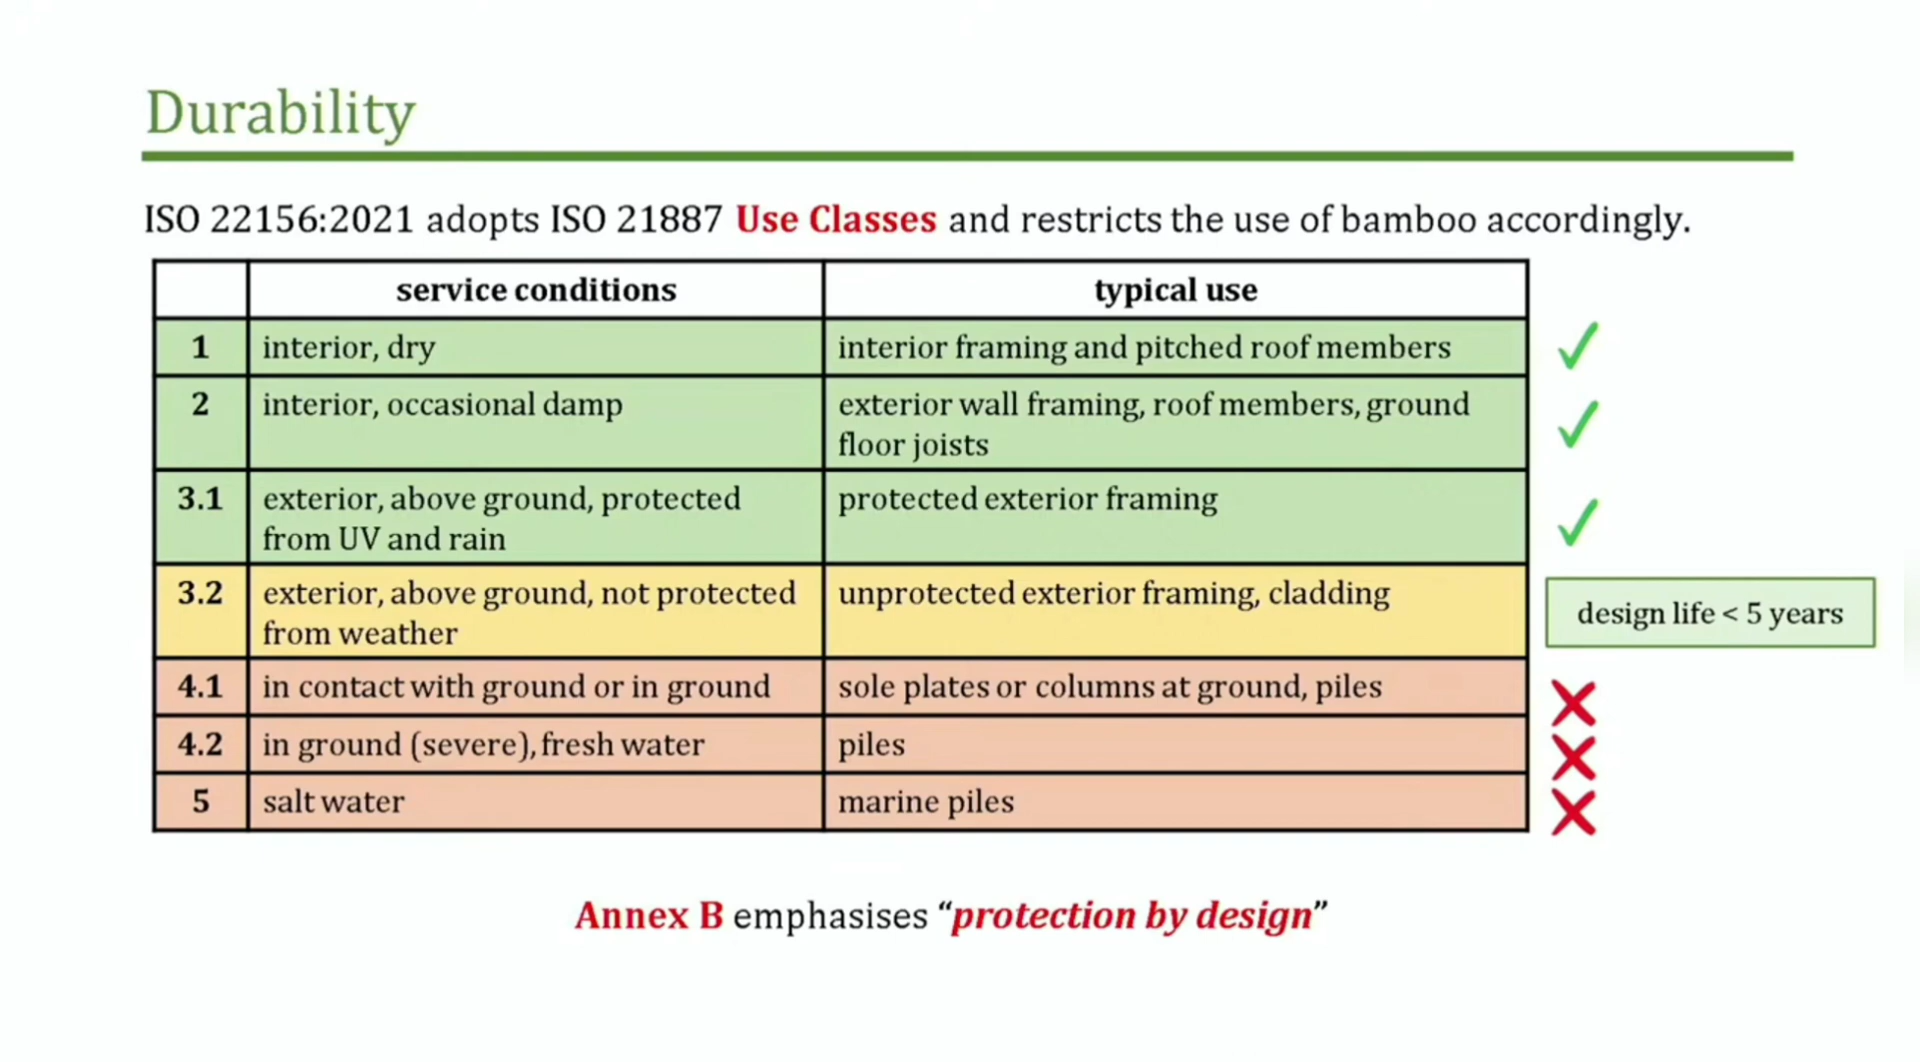 Durability
ISO 22156:2021 adopts ISO 21887 Use Classes and restricts the use of bamboo accordingly.
service conditions typical use
1 interior, dry interior framing and pitched roof members
2 interior, occasional damp exterior wall framing, roof members, ground
floor joists
3.1 exterior, above ground, protected protected exterior framing
from UV and rain
3.2 exterior, above ground, not protected unprotected exterior framing, cladding
from weather
design life < 5 years
4.1 in contact with ground or in ground sole plates or columns at ground, piles
4.2 in ground (severe), fresh water piles
5 salt water marine piles
Annex B emphasises “protection by design”